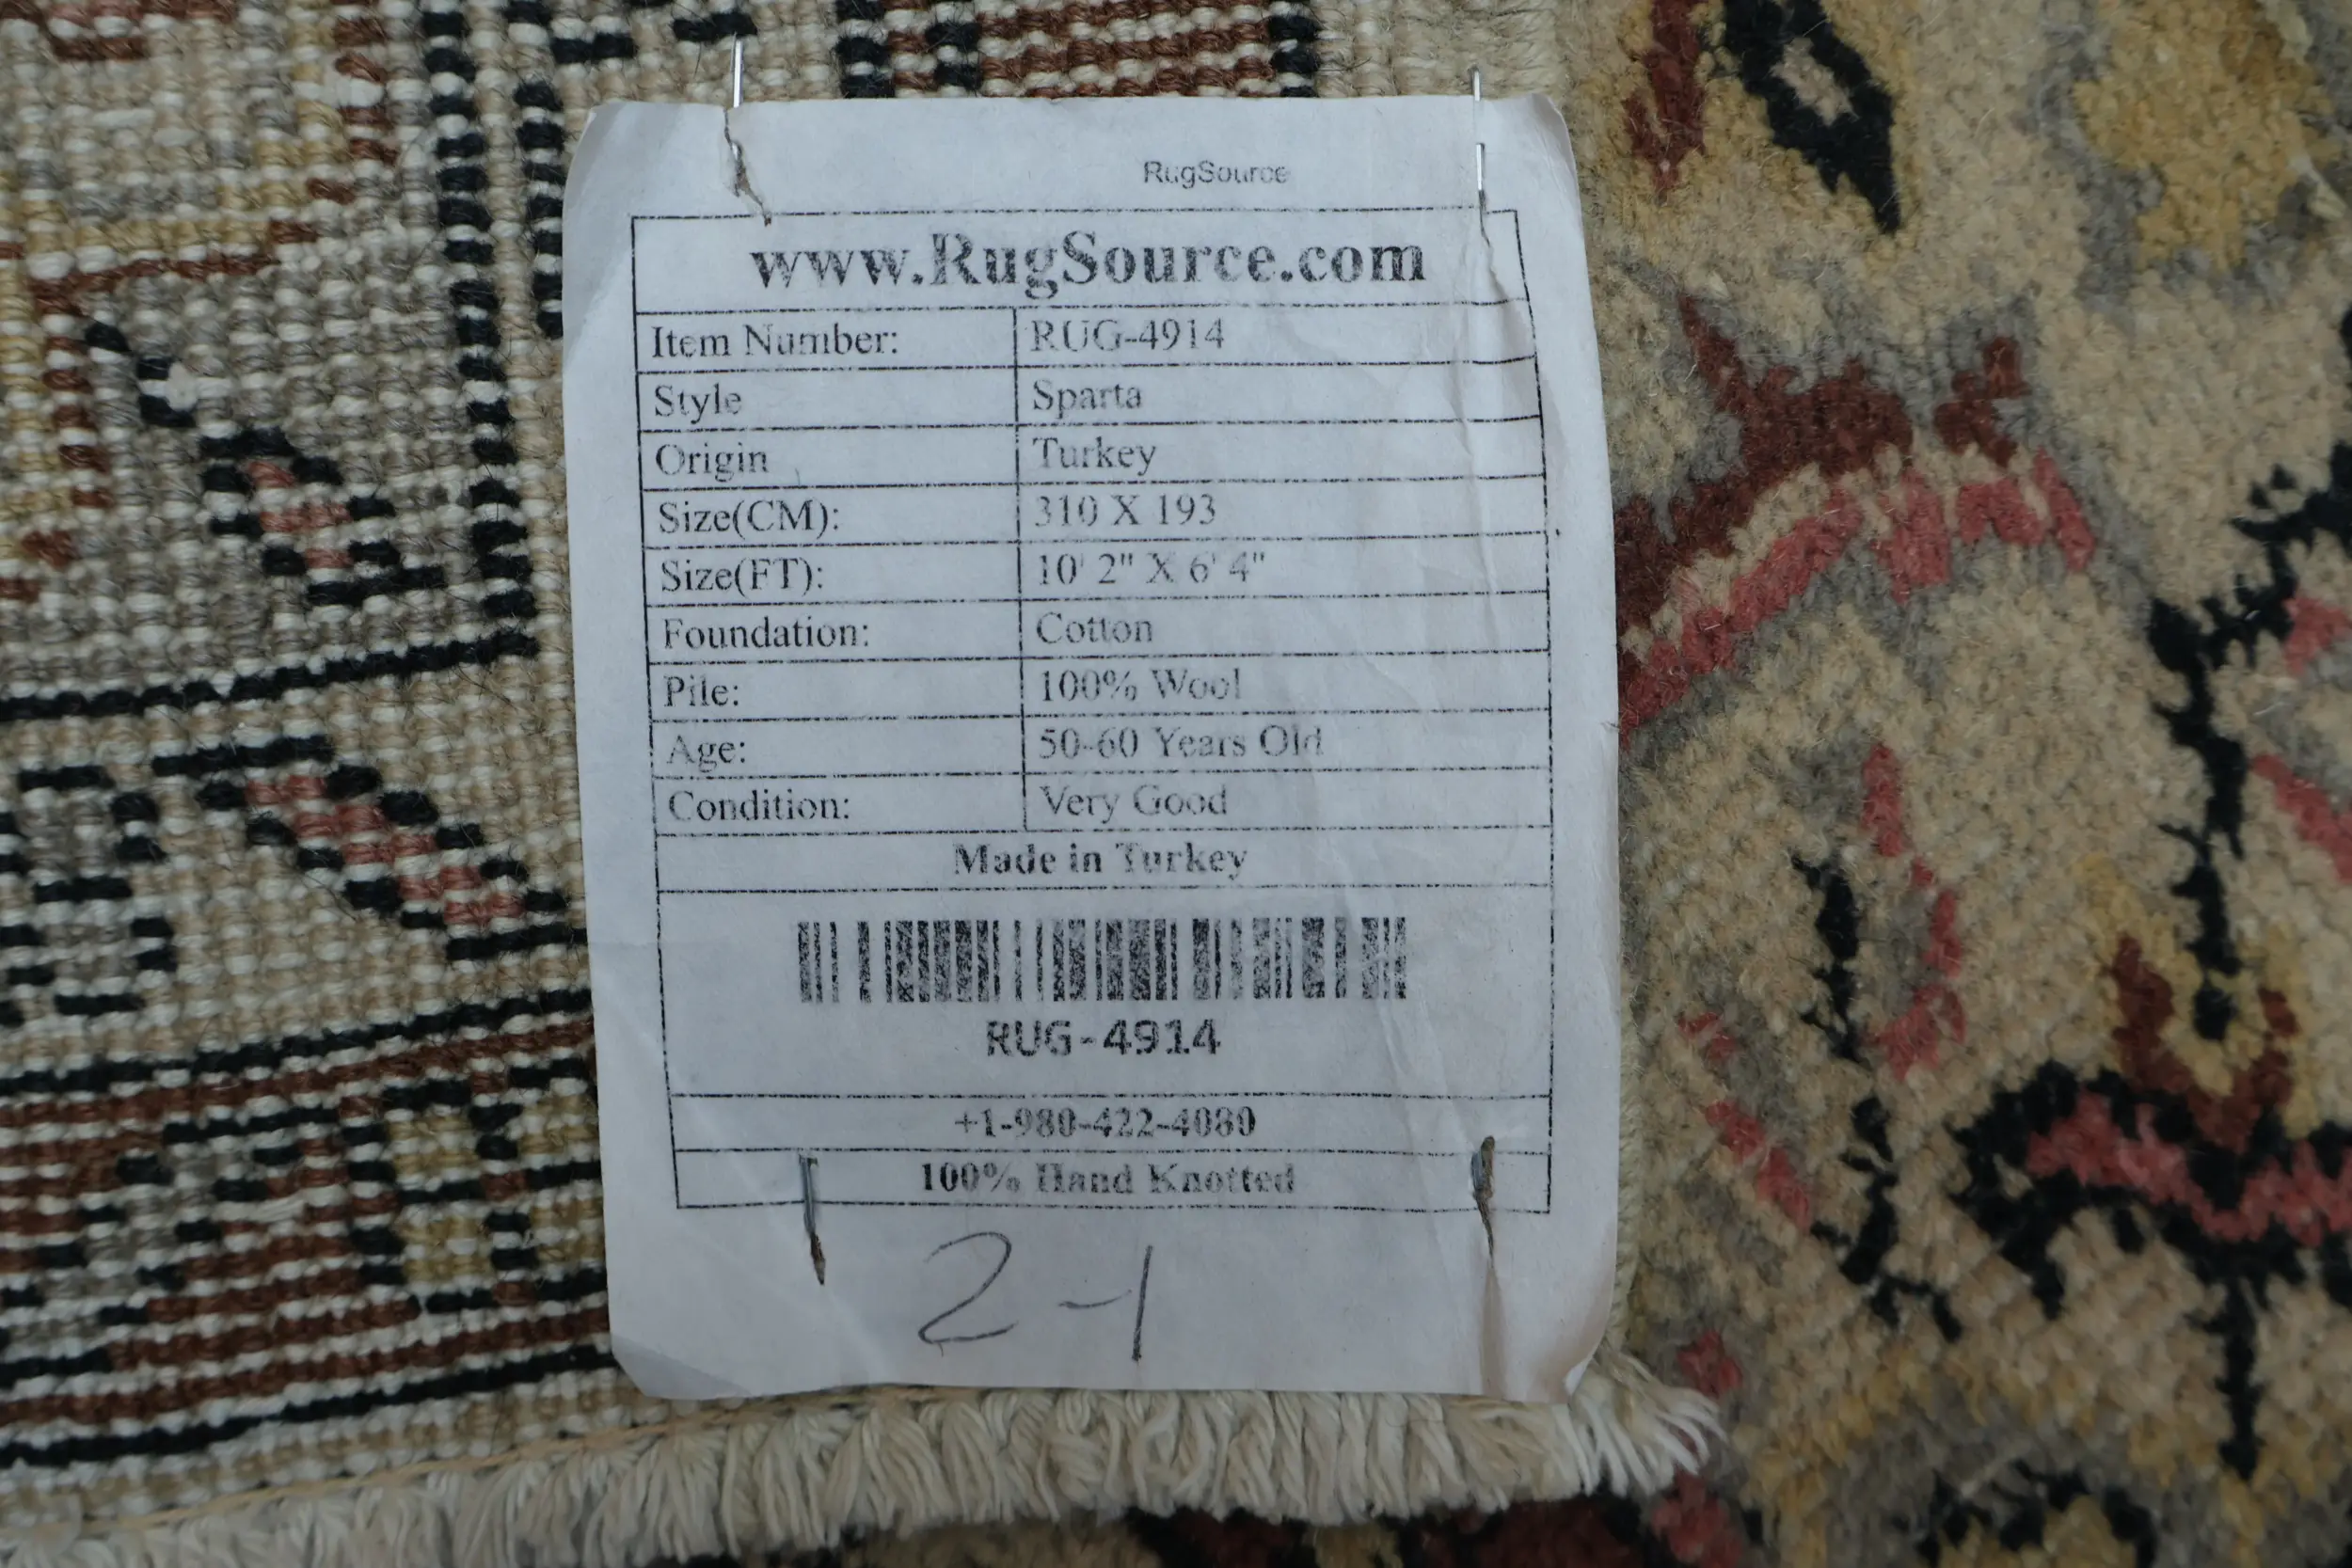 RugSource
www.RugSource.com
Item Number: RUG-4914
Style Sparta
Origin Turkey
Size(CM): 310 X 193
Size(FT): 10' 2" X 6' 4"
Foundation: Cotton
Pile: 100% Wool
Age: 50-60 Years Old
Condition: Very Good
Made in Turkey
RUG-4914
+1-980-422-4080
100% Hand Knotted
2-1